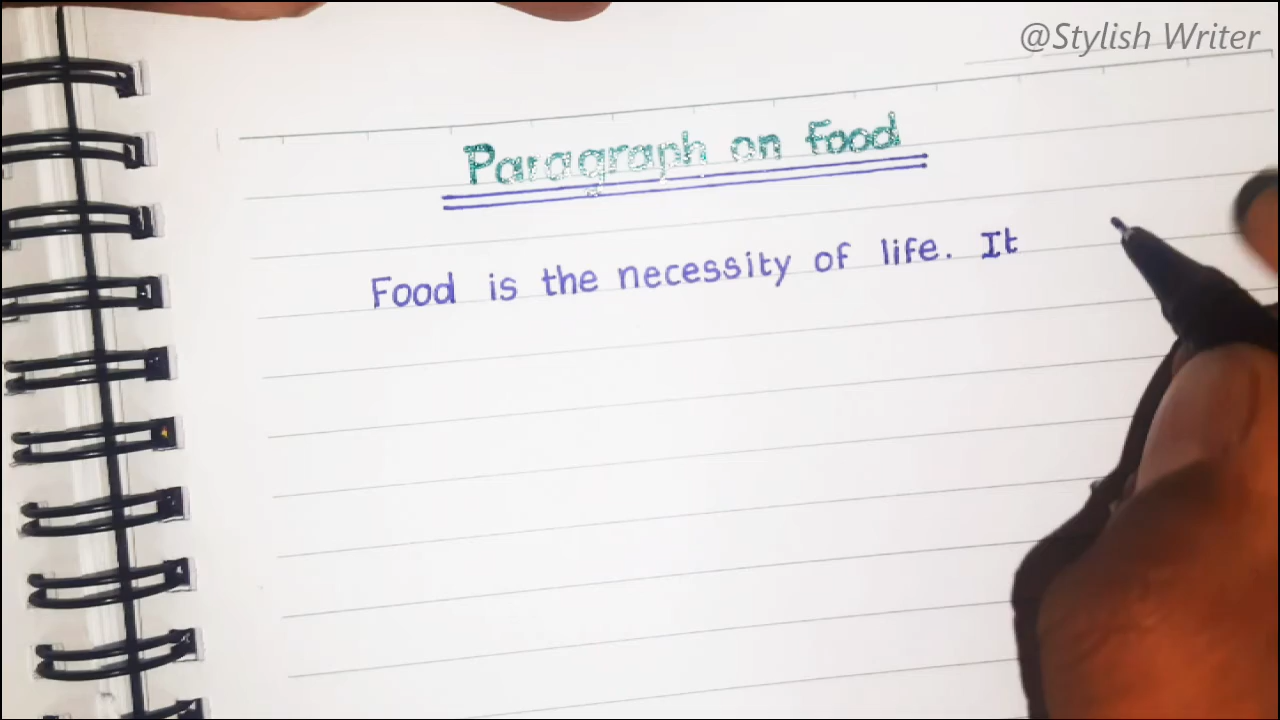 @Stylish Writer
Paragraph on food
Food is the necessity of life. It